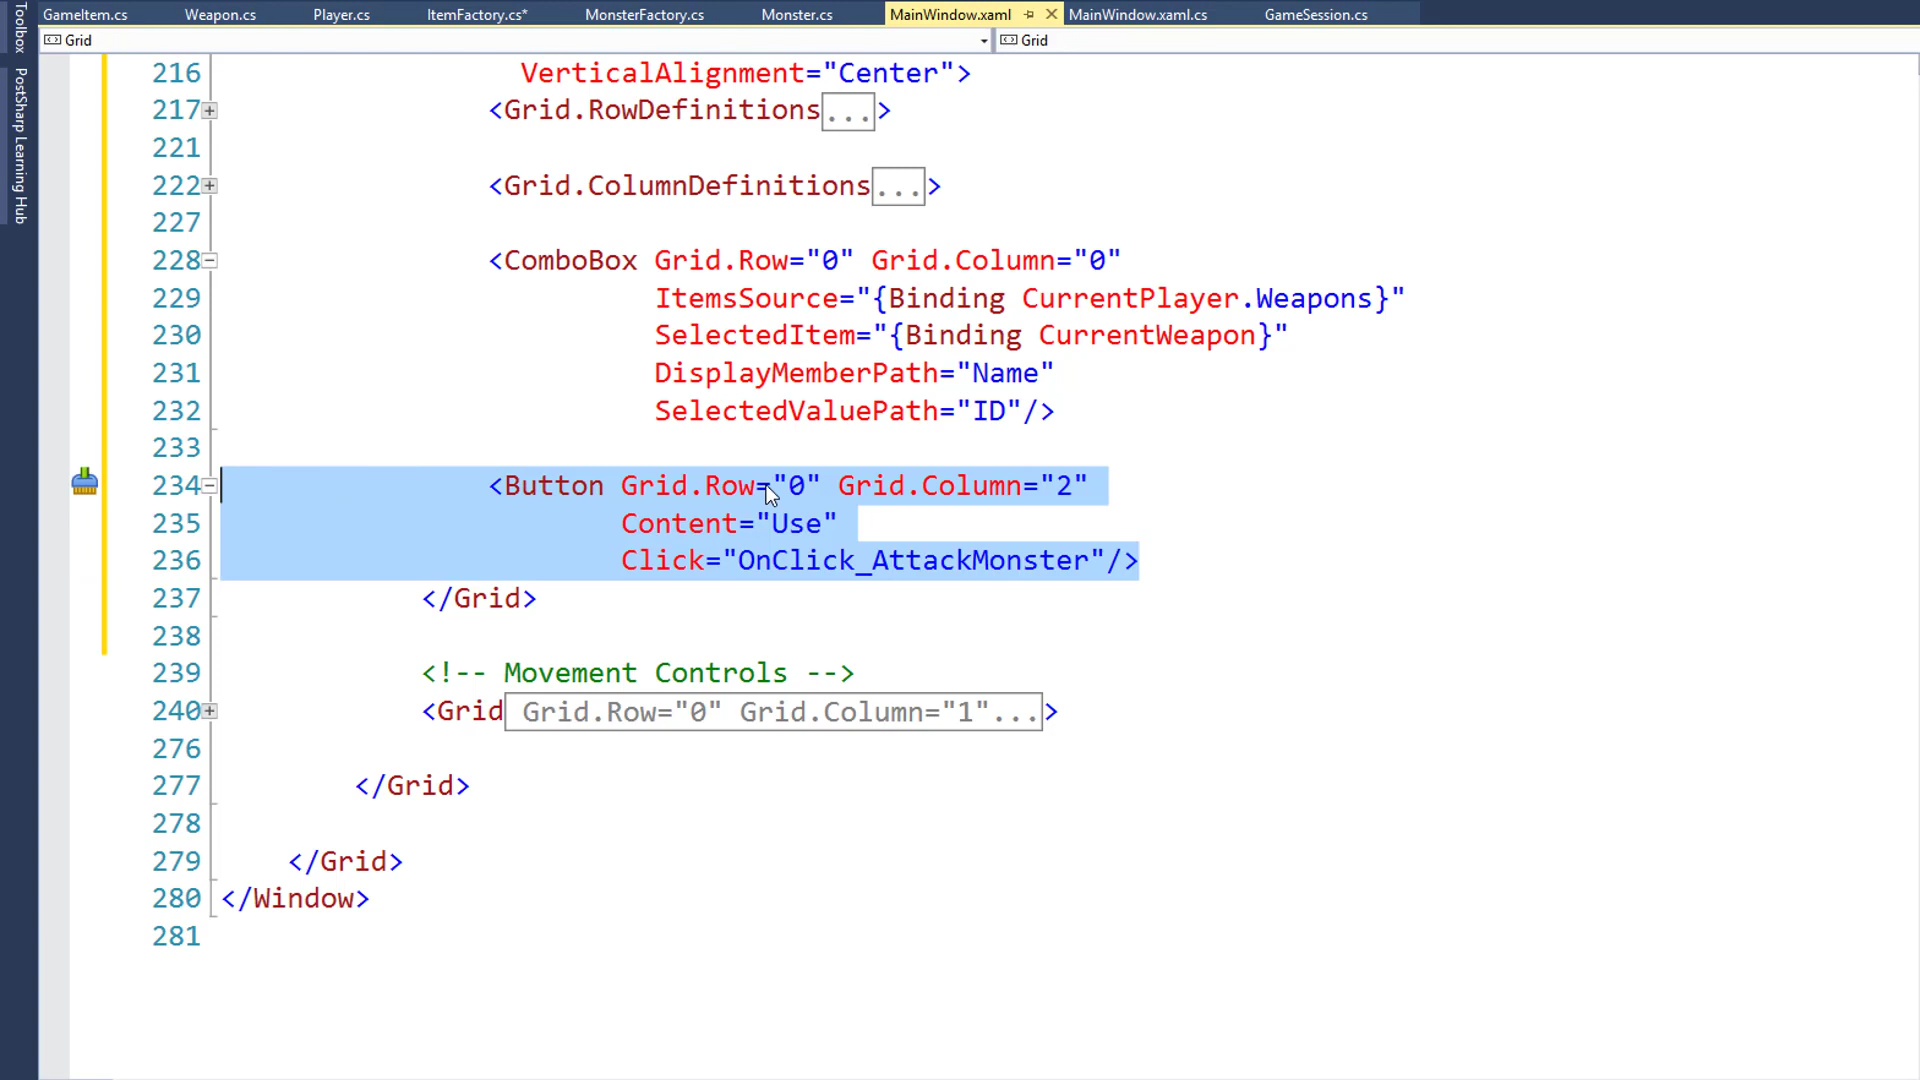 GameItem.cs Weapon.cs Player.cs ItemFactory.cs* MonsterFactory.cs Monster.cs MainWindow.xaml MainWindow.xaml.cs GameSession.cs
Toolbox
PostSharp Learning Hub
Grid Grid
216 VerticalAlignment="Center">
217 <Grid.RowDefinitions...>
221
222 <Grid.ColumnDefinitions...>
227
228 <ComboBox Grid.Row="0" Grid.Column="0"
229 ItemsSource="{Binding CurrentPlayer.Weapons}"
230 SelectedItem="{Binding CurrentWeapon}"
231 DisplayMemberPath="Name"
232 SelectedValuePath="ID"/>
233
234 <Button Grid.Row="0" Grid.Column="2"
235 Content="Use"
236 Click="OnClick_AttackMonster"/>
237 </Grid>
238
239 <!-- Movement Controls -->
240 <Grid Grid.Row="0" Grid.Column="1"...>
276
277 </Grid>
278
279 </Grid>
280 </Window>
281